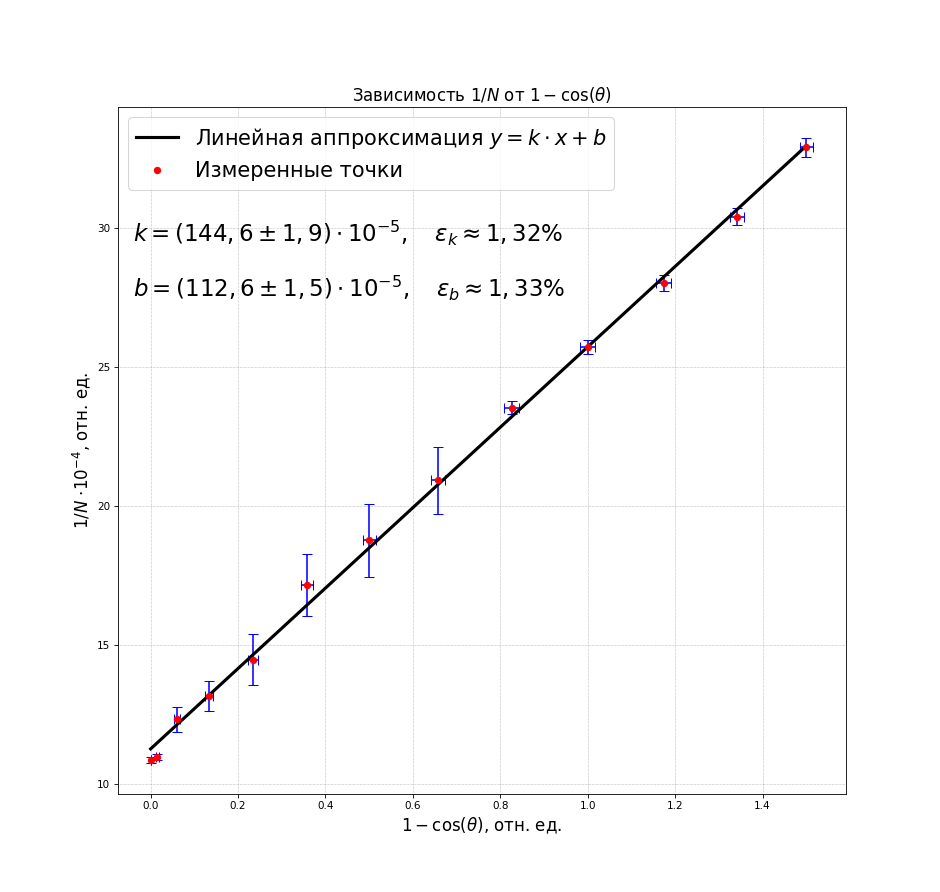 Зависимость 1/N от 1 − cos(θ)
Линейная аппроксимация y = k · x + b
Измеренные точки
k = (144, 6 ± 1, 9) · 10⁻⁵, ε_k ≈ 1, 32%
b = (112, 6 ± 1, 5) · 10⁻⁵, ε_b ≈ 1, 33%
1/N ·10⁻⁴, отн. ед.
30
25
20
15
10
0.0 0.2 0.4 0.6 0.8 1.0 1.2 1.4
1 − cos(θ), отн. ед.